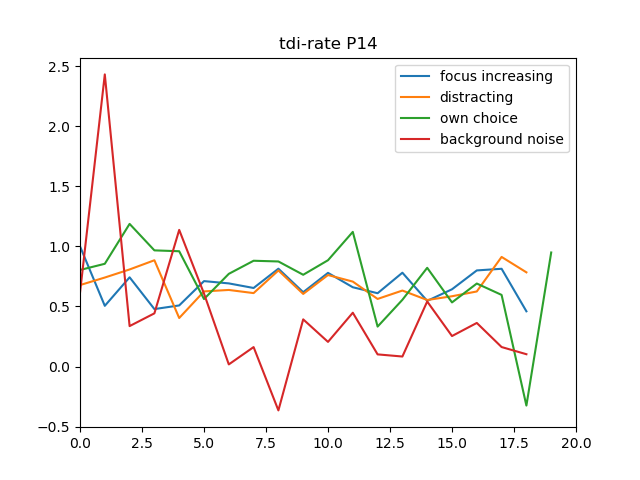 tdi-rate P14
focus increasing
distracting
own choice
background noise
2.5
2.0
1.5
1.0
0.5
0.0
−0.5
0.0 2.5 5.0 7.5 10.0 12.5 15.0 17.5 20.0